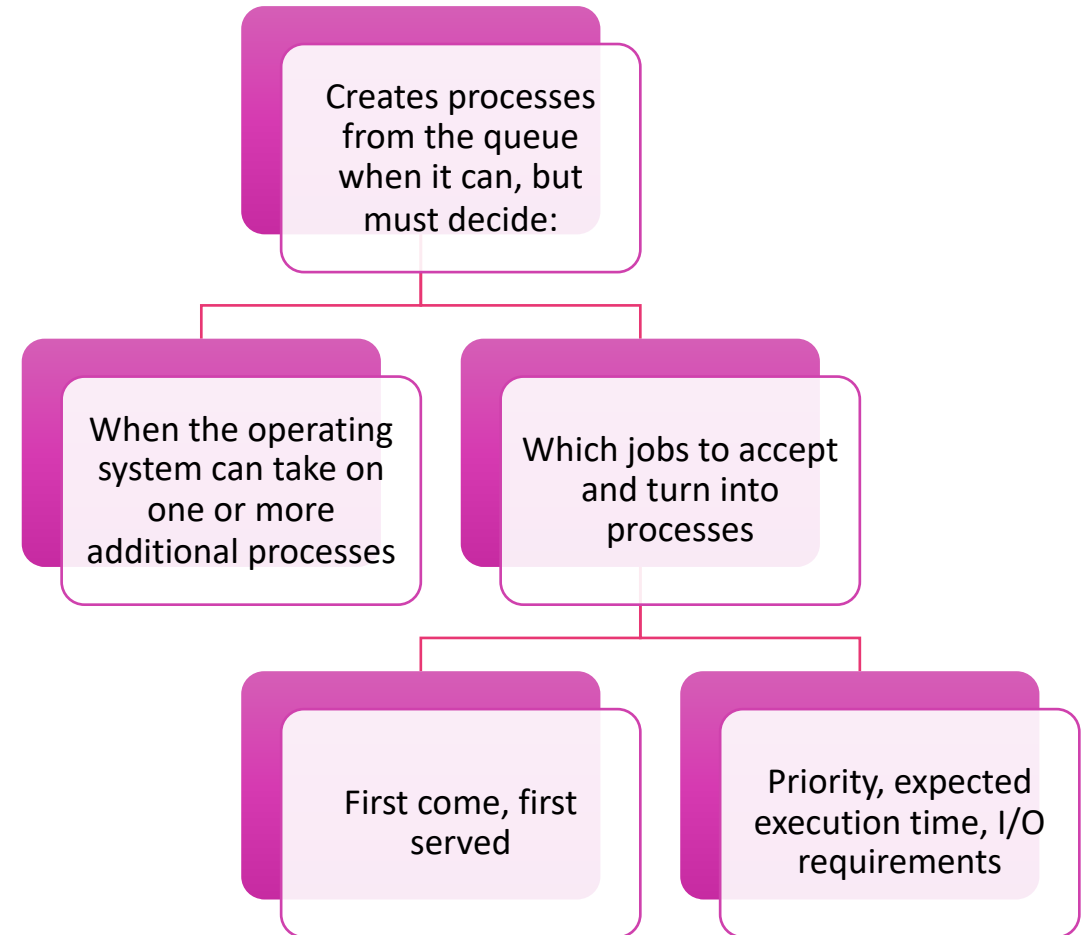 Creates processes
from the queue
when it can, but
must decide:
When the operating
system can take on
one or more
additional processes
Which jobs to accept
and turn into
processes
First come, first
served
Priority, expected
execution time, I/O
requirements